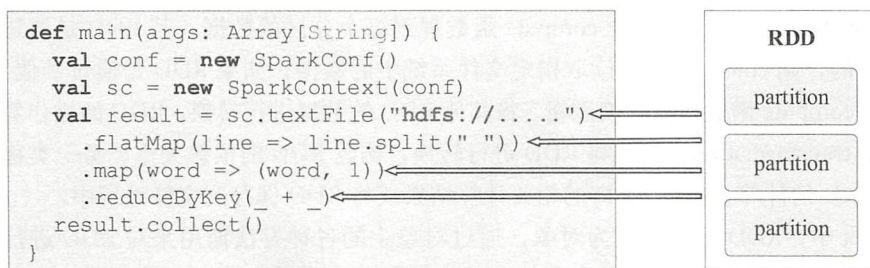 def main(args: Array[String]) {
  val conf = new SparkConf()
  val sc = new SparkContext(conf)
  val result = sc.textFile("hdfs://.....")
    .flatMap(line => line.split(" "))
    .map(word => (word, 1))
    .reduceByKey(_ + _)
  result.collect()
}
RDD
partition
partition
partition